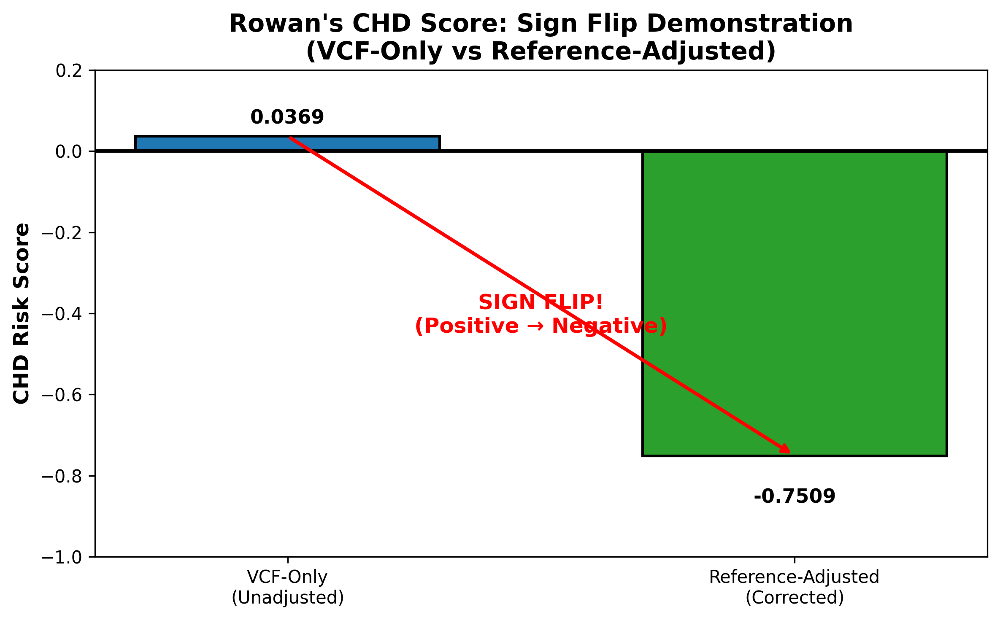 Rowan's CHD Score: Sign Flip Demonstration
(VCF-Only vs Reference-Adjusted)
CHD Risk Score
0.2
0.0
−0.2
−0.4
−0.6
−0.8
−1.0
0.0369
SIGN FLIP!
(Positive → Negative)
-0.7509
VCF-Only
(Unadjusted)
Reference-Adjusted
(Corrected)